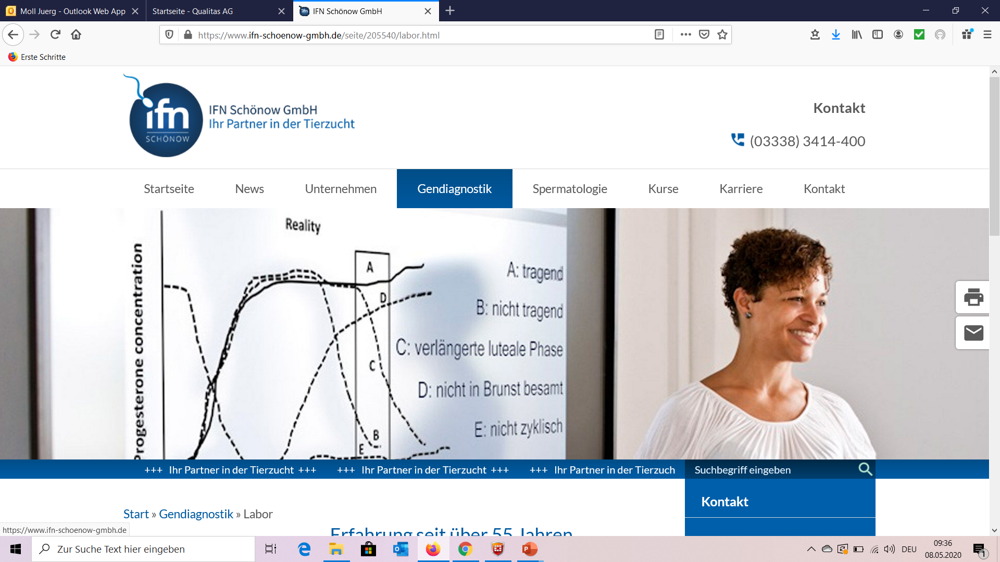 Moll Juerg - Outlook Web App
Startseite - Qualitas AG
IFN Schönow GmbH
https://www.ifn-schoenow-gmbh.de/seite/205540/labor.html
Erste Schritte
ifn
SCHÖNOW
IFN Schönow GmbH
Ihr Partner in der Tierzucht
Kontakt
(03338) 3414-400
Startseite
News
Unternehmen
Gendiagnostik
Spermatologie
Kurse
Karriere
Kontakt
Reality
Progesterone concentration
A
D
C
B
E
A: tragend
B: nicht tragend
C: verlängerte luteale Phase
D: nicht in Brunst besamt
E: nicht zyklisch
+++ Ihr Partner in der Tierzucht +++ +++ Ihr Partner in der Tierzucht +++ +++ Ihr Partner in der Tierzuch
Suchbegriff eingeben
Kontakt
Start » Gendiagnostik » Labor
Erfahrung seit über 55 Jahren
https://www.ifn-schoenow-gmbh.de
Zur Suche Text hier eingeben
DEU
09:36
08.05.2020
1